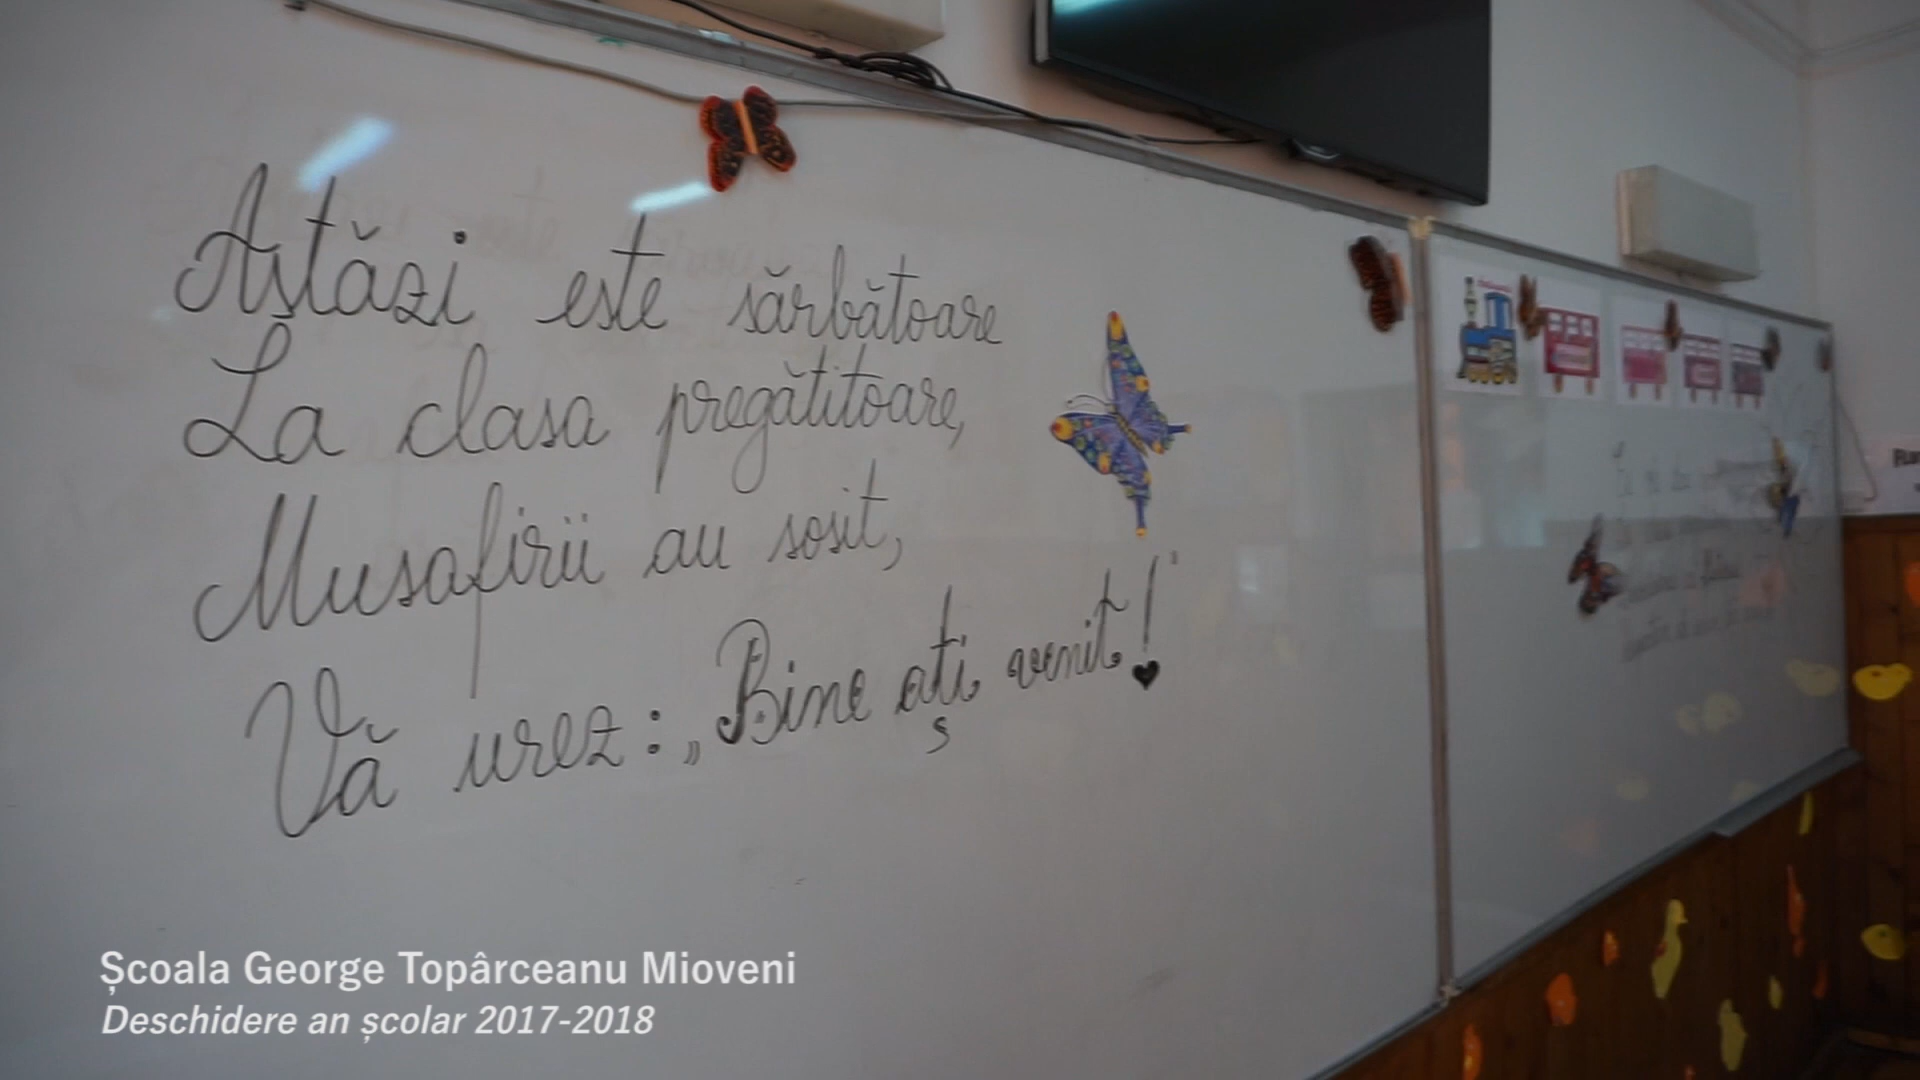 Astăzi este sărbătoare
La clasa pregătitoare,
Musafirii au sosit,
Vă urez: „Bine ați venit!
Școala George Topârceanu Mioveni
Deschidere an școlar 2017-2018